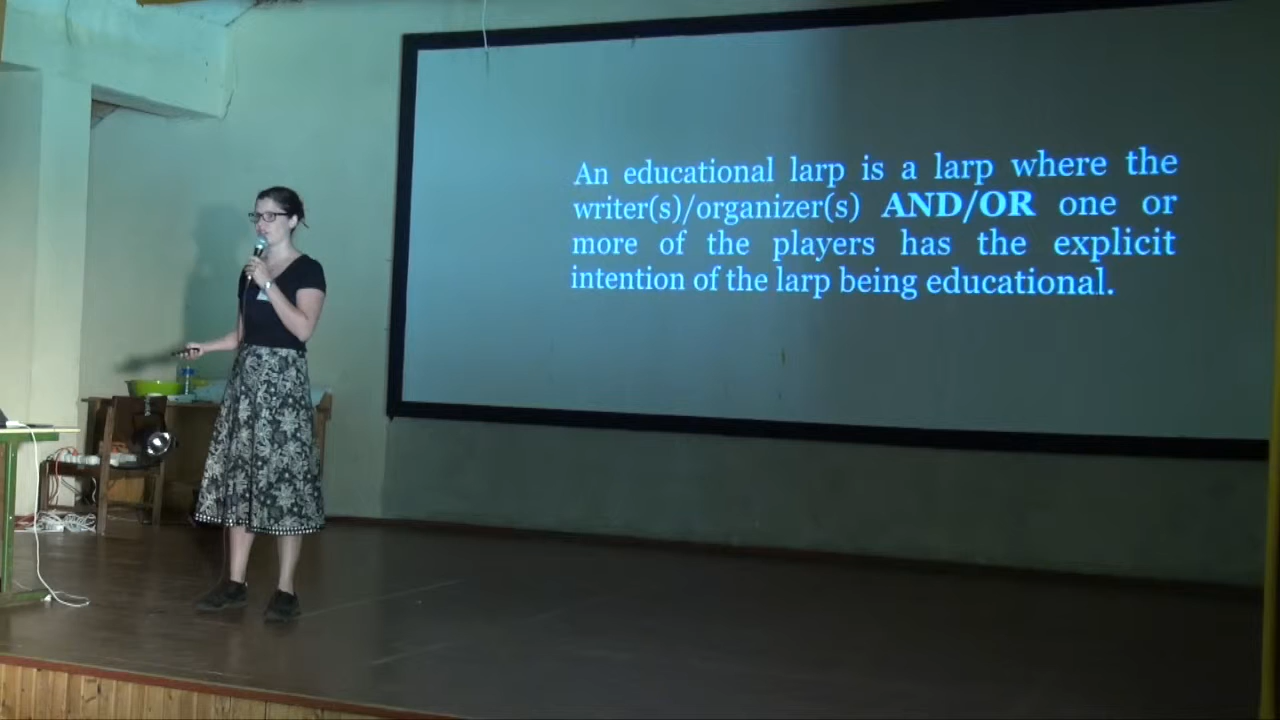 An educational larp is a larp where the
writer(s)/organizer(s) AND/OR one or
more of the players has the explicit
intention of the larp being educational.